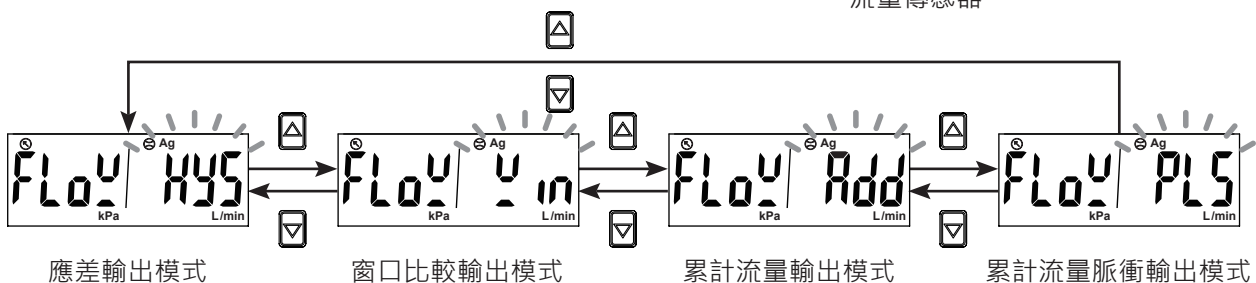 流量傳感器
Ag
FLoW HYS
kPa L/min
Ag
FLoW Win
kPa L/min
Ag
FLoW Add
kPa L/min
Ag
FLoW PLS
kPa L/min
應差輸出模式
窗口比較輸出模式
累計流量輸出模式
累計流量脈衝輸出模式